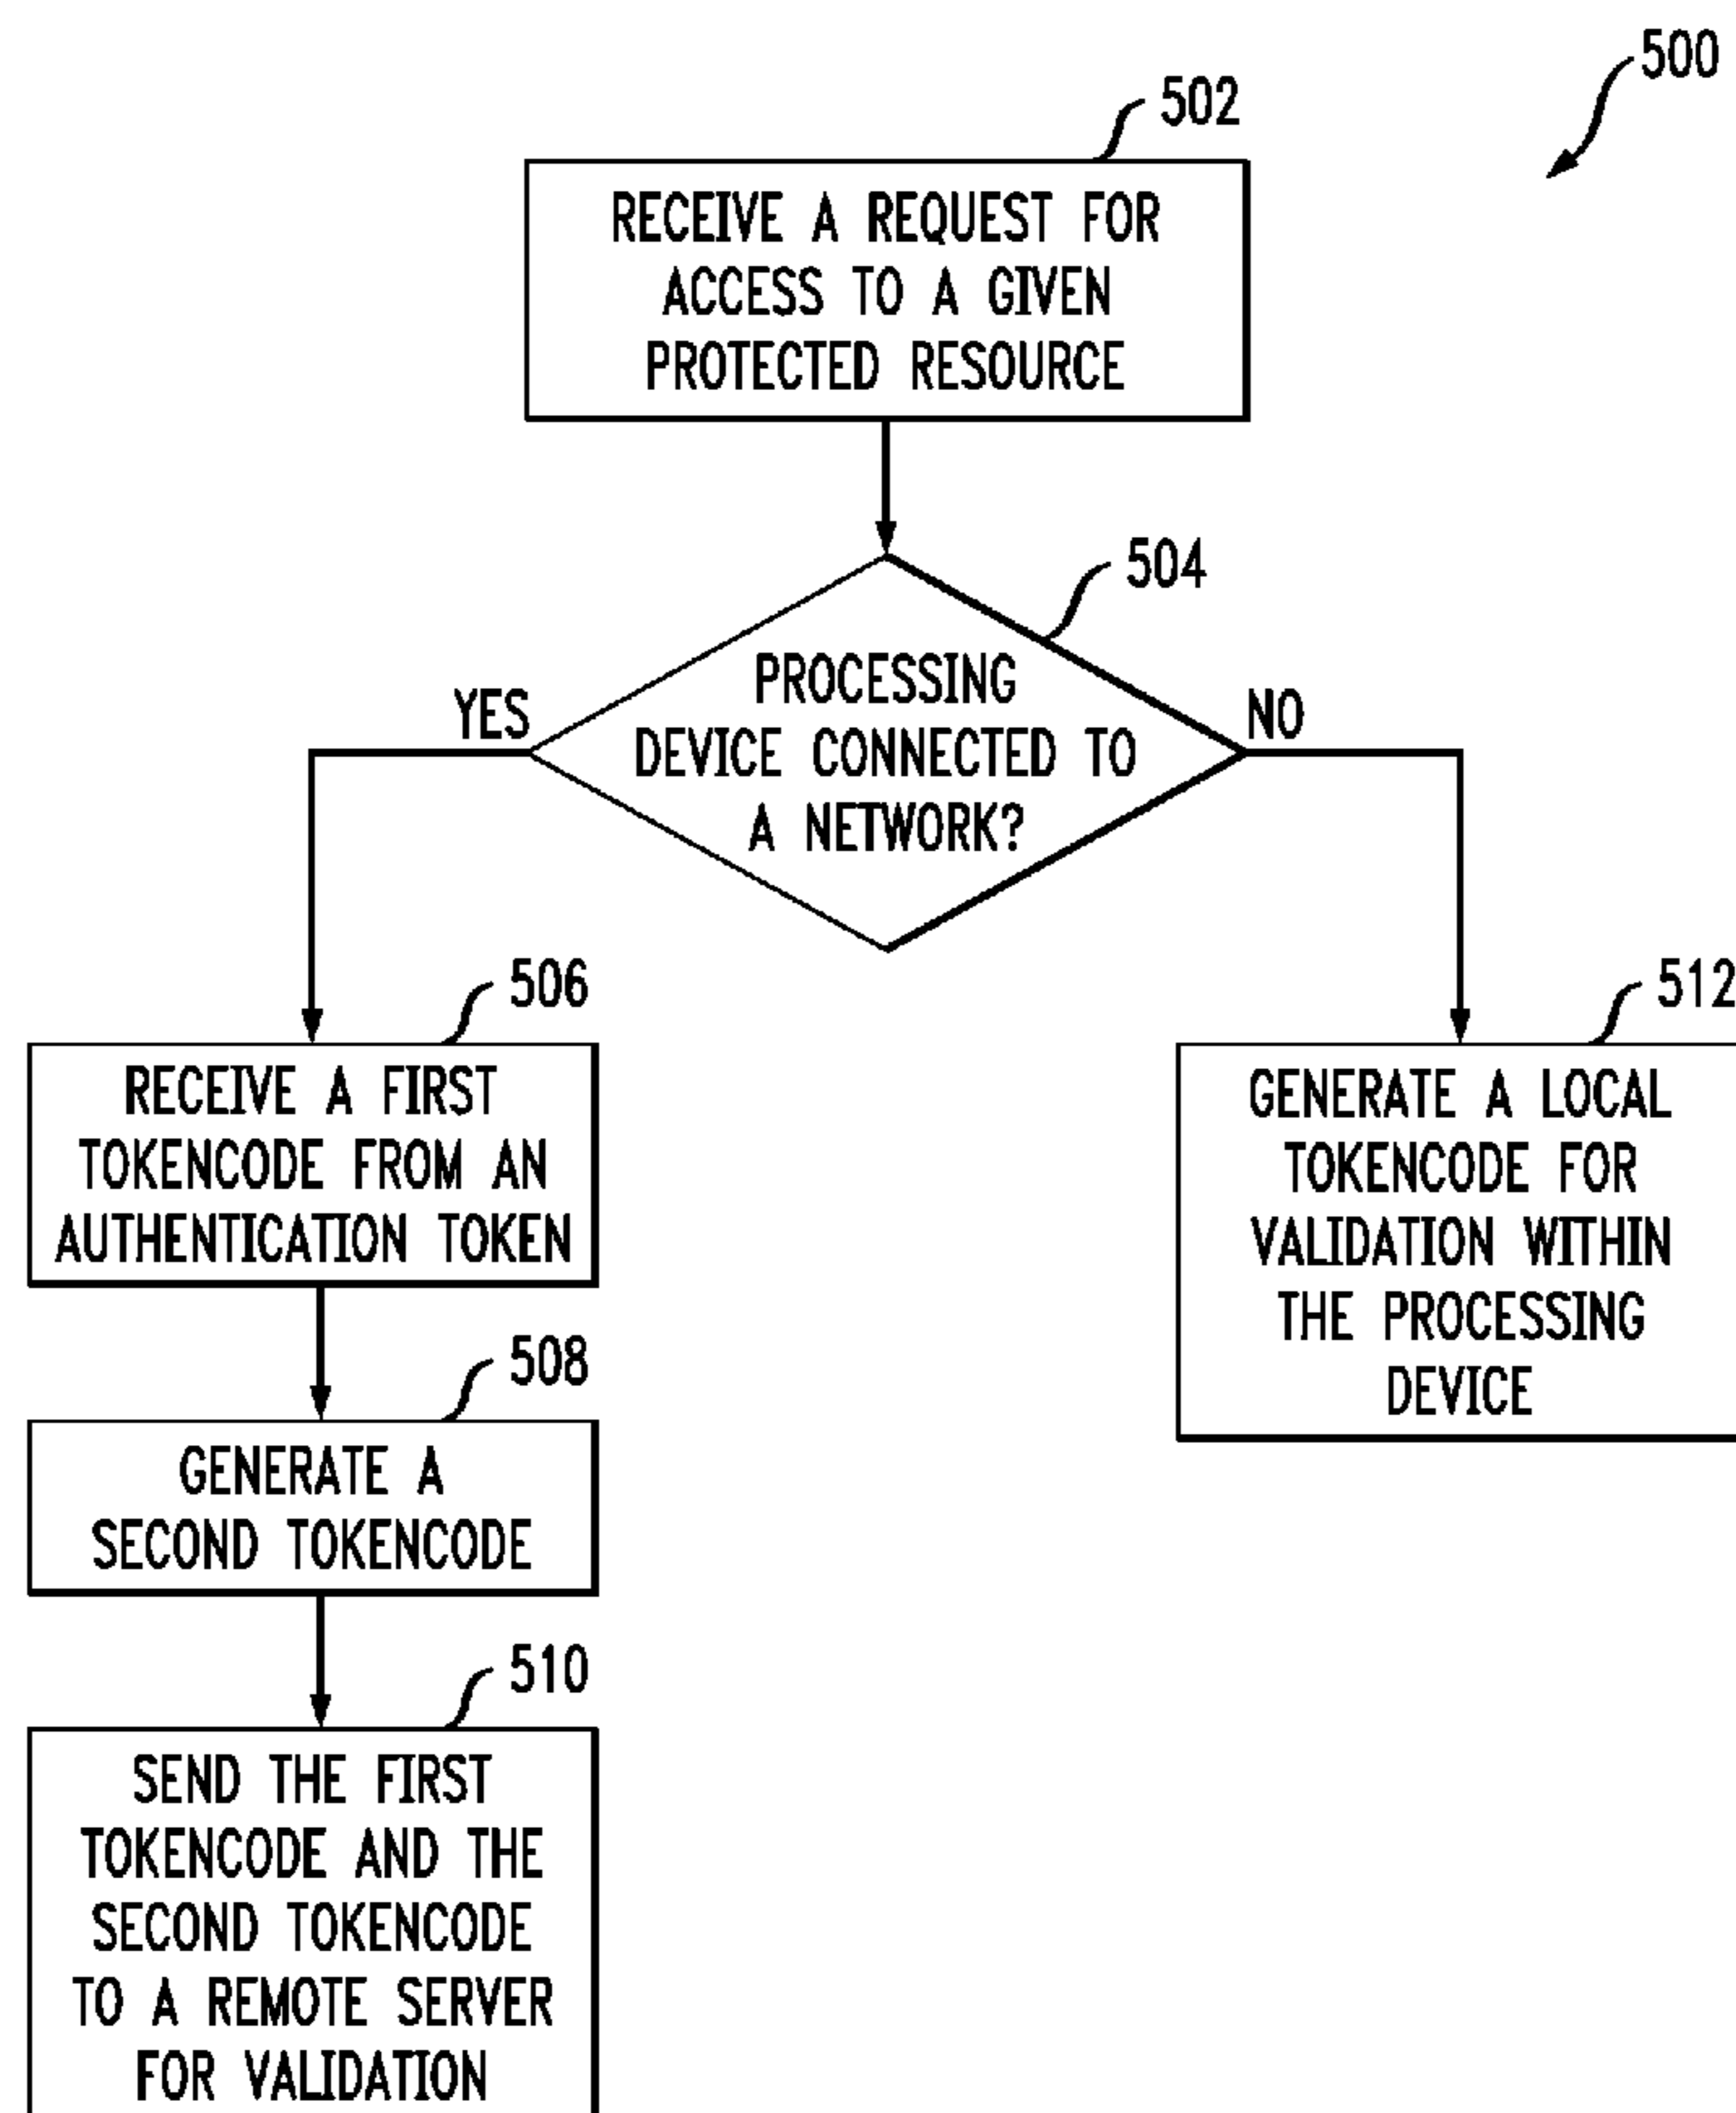 500
502
RECEIVE A REQUEST FOR
ACCESS TO A GIVEN
PROTECTED RESOURCE
504
PROCESSING
DEVICE CONNECTED TO
A NETWORK?
YES
NO
506
RECEIVE A FIRST
TOKENCODE FROM AN
AUTHENTICATION TOKEN
508
GENERATE A
SECOND TOKENCODE
510
SEND THE FIRST
TOKENCODE AND THE
SECOND TOKENCODE
TO A REMOTE SERVER
FOR VALIDATION
512
GENERATE A LOCAL
TOKENCODE FOR
VALIDATION WITHIN
THE PROCESSING
DEVICE